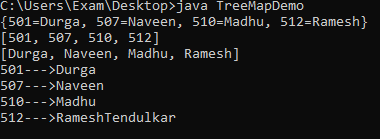 C:\Users\Exam\Desktop>java TreeMapDemo
{501=Durga, 507=Naveen, 510=Madhu, 512=Ramesh}
[501, 507, 510, 512]
[Durga, Naveen, Madhu, Ramesh]
501--->Durga
507--->Naveen
510--->Madhu
512--->RameshTendulkar